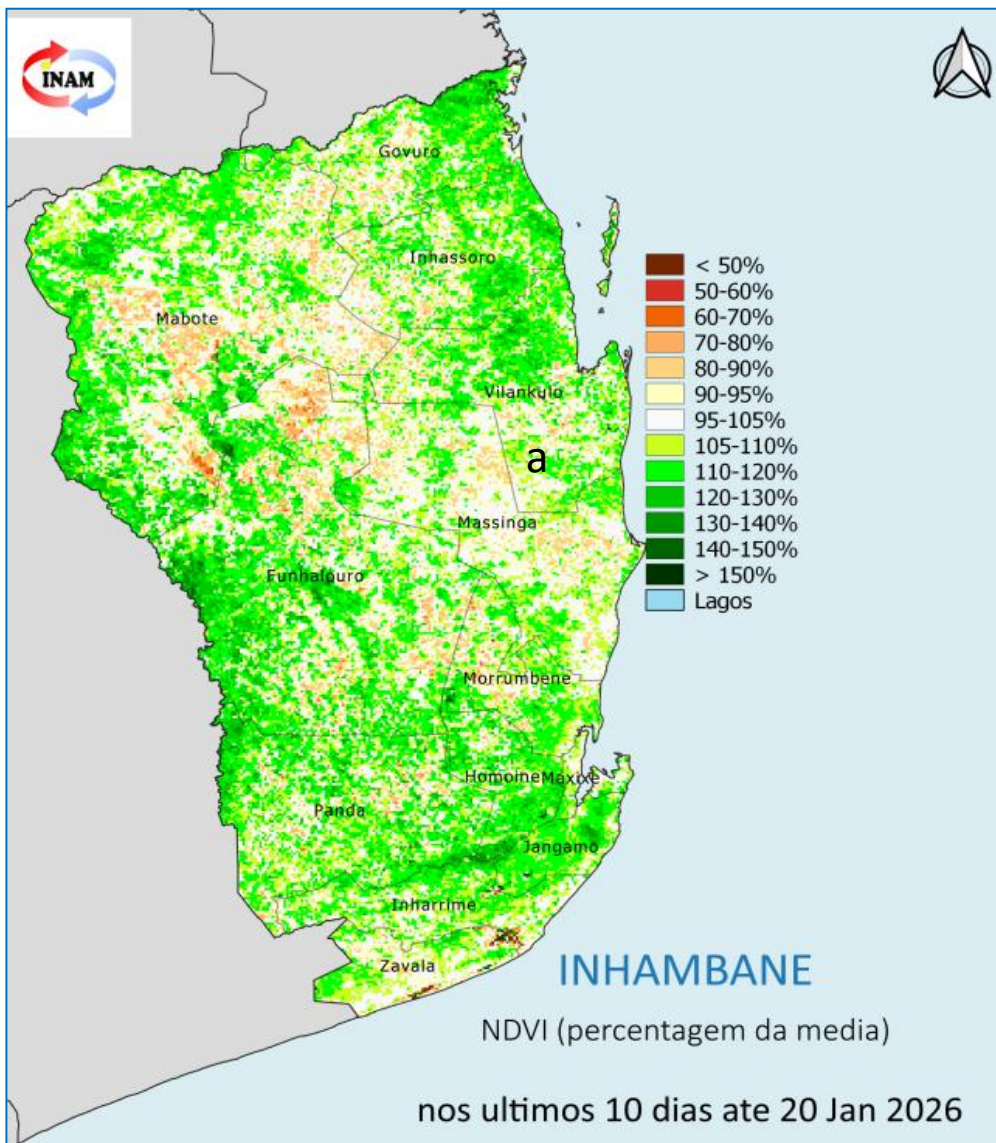 INAM
Govuro
Inhassoro
Mabote
Vilankulo
a
Massinga
Funhalouro
Morrumbene
Homoine
Maxixe
Panda
Jangamo
Inharrime
Zavala
< 50%
50-60%
60-70%
70-80%
80-90%
90-95%
95-105%
105-110%
110-120%
120-130%
130-140%
140-150%
> 150%
Lagos
INHAMBANE
NDVI (percentagem da media)
nos ultimos 10 dias ate 20 Jan 2026